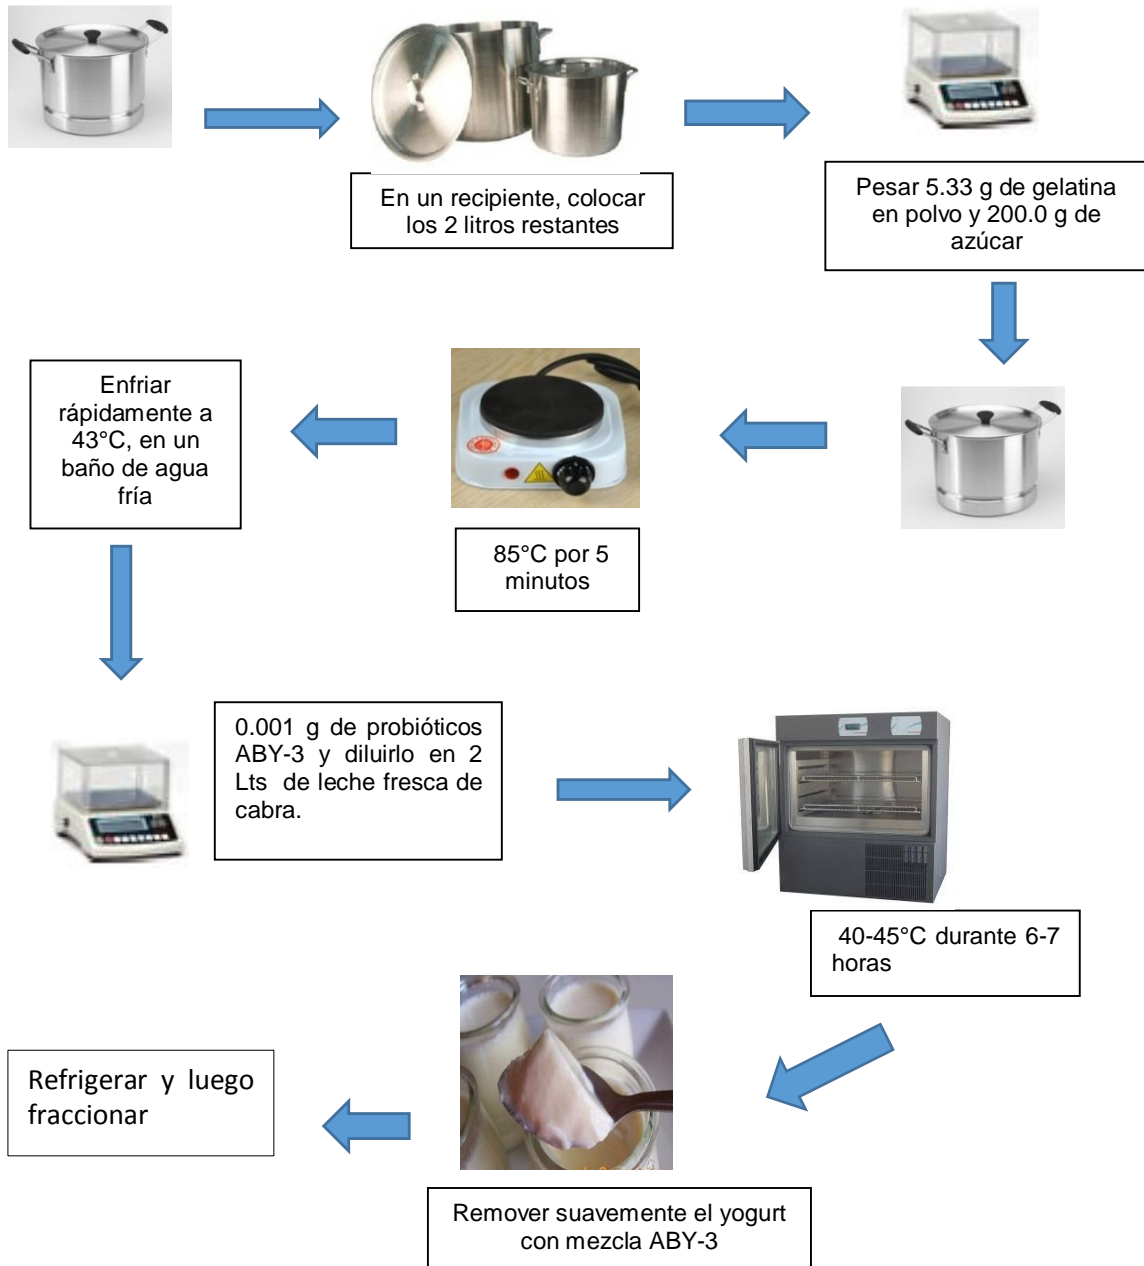 En un recipiente, colocar
los 2 litros restantes
Pesar 5.33 g de gelatina
en polvo y 200.0 g de
azúcar
85°C por 5
minutos
Enfriar
rápidamente a
43°C, en un
baño de agua
fría
0.001 g de probióticos
ABY-3 y diluirlo en 2
Lts de leche fresca de
cabra.
40-45°C durante 6-7
horas
Remover suavemente el yogurt
con mezcla ABY-3
Refrigerar y luego
fraccionar